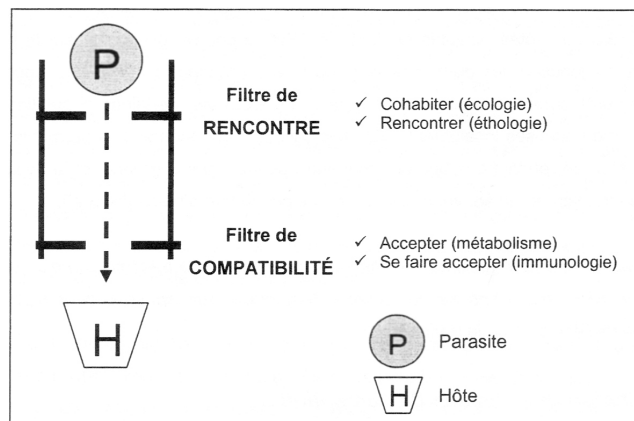 P
Filtre de
RENCONTRE
✓ Cohabiter (écologie)
✓ Rencontrer (éthologie)
Filtre de
COMPATIBILITÉ
✓ Accepter (métabolisme)
✓ Se faire accepter (immunologie)
H
P Parasite
H Hôte